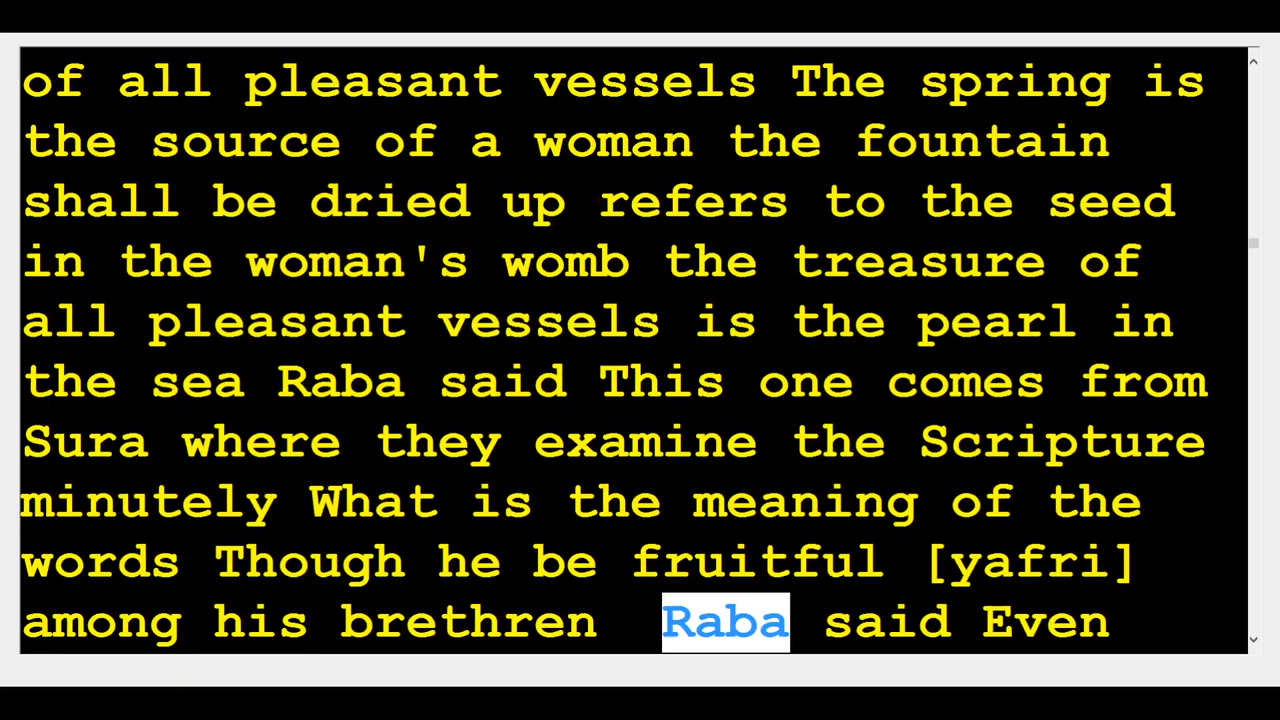 of all pleasant vessels The spring is
the source of a woman the fountain
shall be dried up refers to the seed
in the woman's womb the treasure of
all pleasant vessels is the pearl in
the sea Raba said This one comes from
Sura where they examine the Scripture
minutely What is the meaning of the
words Though he be fruitful [yafri]
among his brethren  Raba said Even